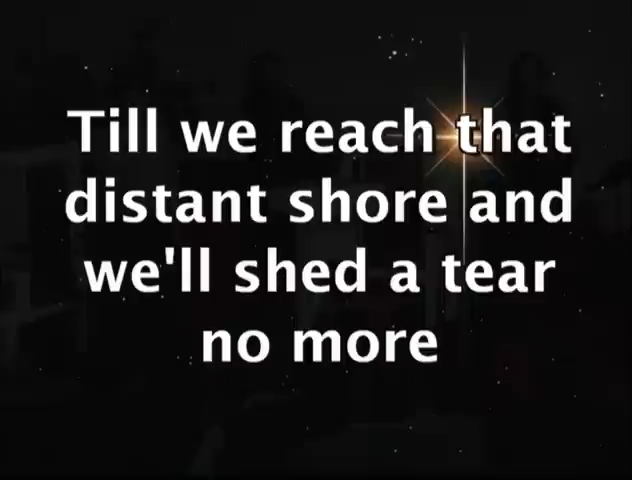 Till we reach that
distant shore and
we'll shed a tear
no more